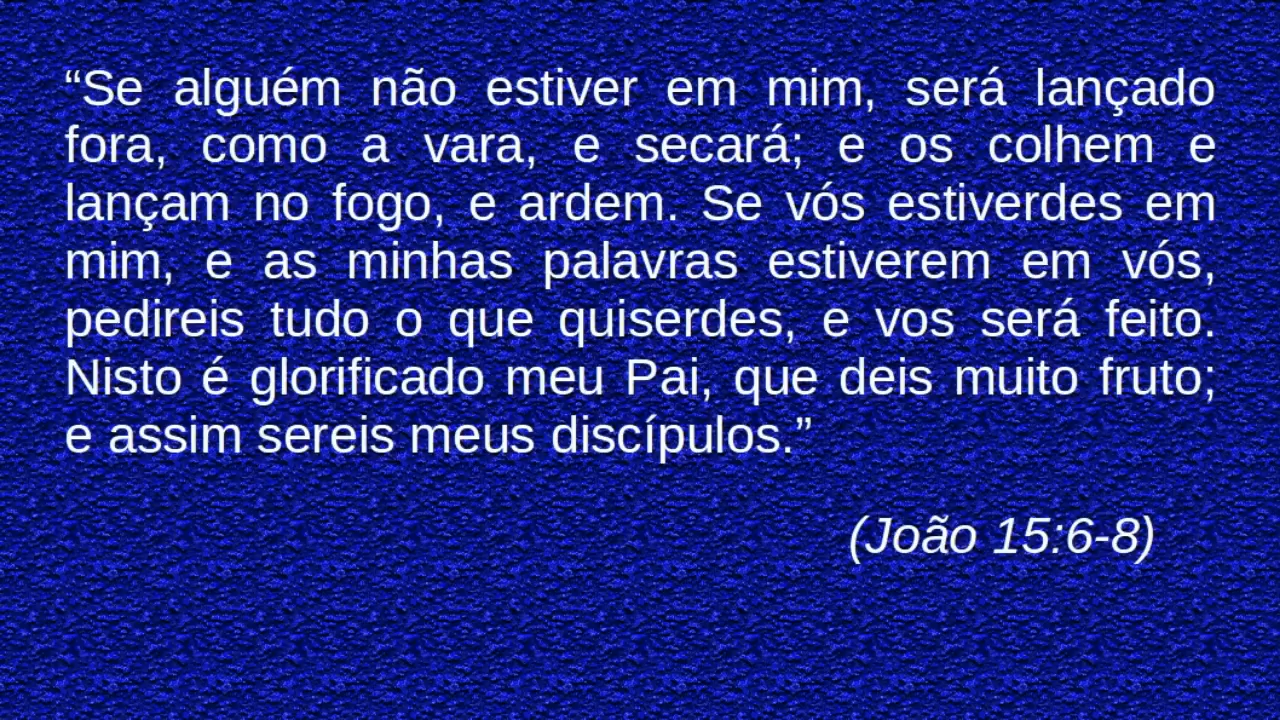 “Se alguém não estiver em mim, será lançado
fora, como a vara, e secará; e os colhem e
lançam no fogo, e ardem. Se vós estiverdes em
mim, e as minhas palavras estiverem em vós,
pedireis tudo o que quiserdes, e vos será feito.
Nisto é glorificado meu Pai, que deis muito fruto;
e assim sereis meus discípulos.”
(João 15:6-8)